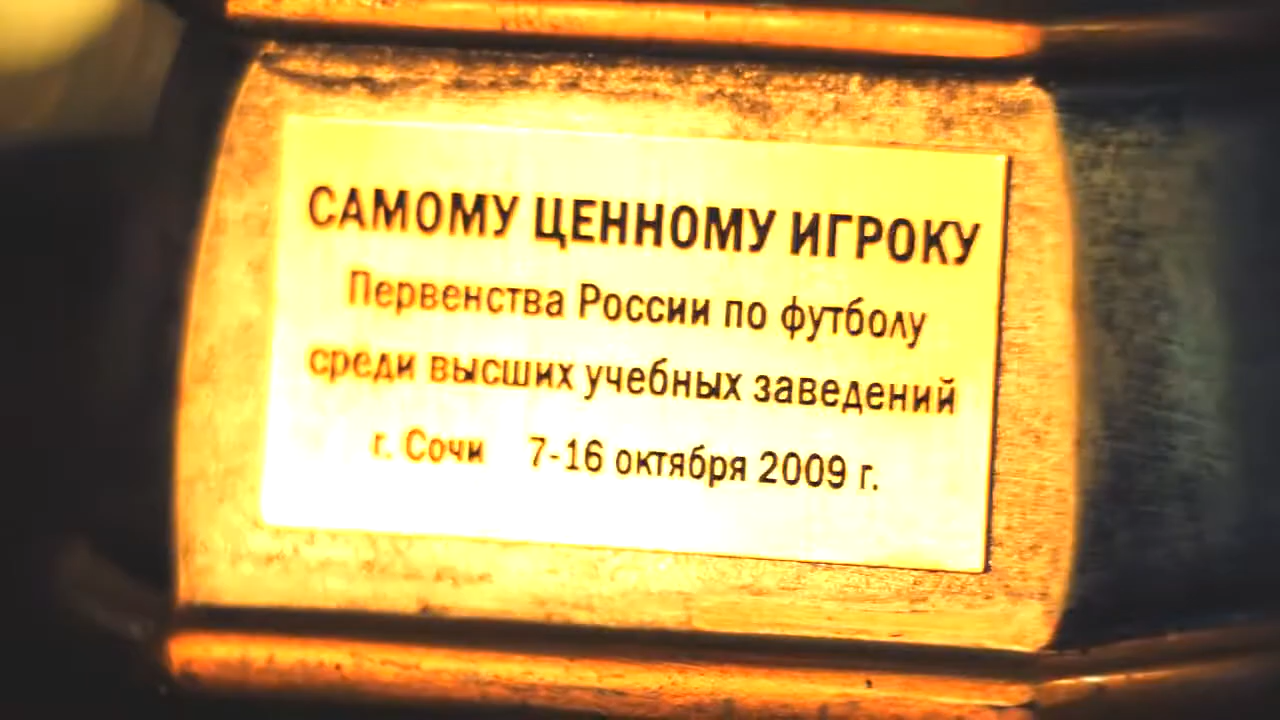 САМОМУ ЦЕННОМУ ИГРОКУ
Первенства России по футболу
среди высших учебных заведений
г. Сочи 7-16 октября 2009 г.